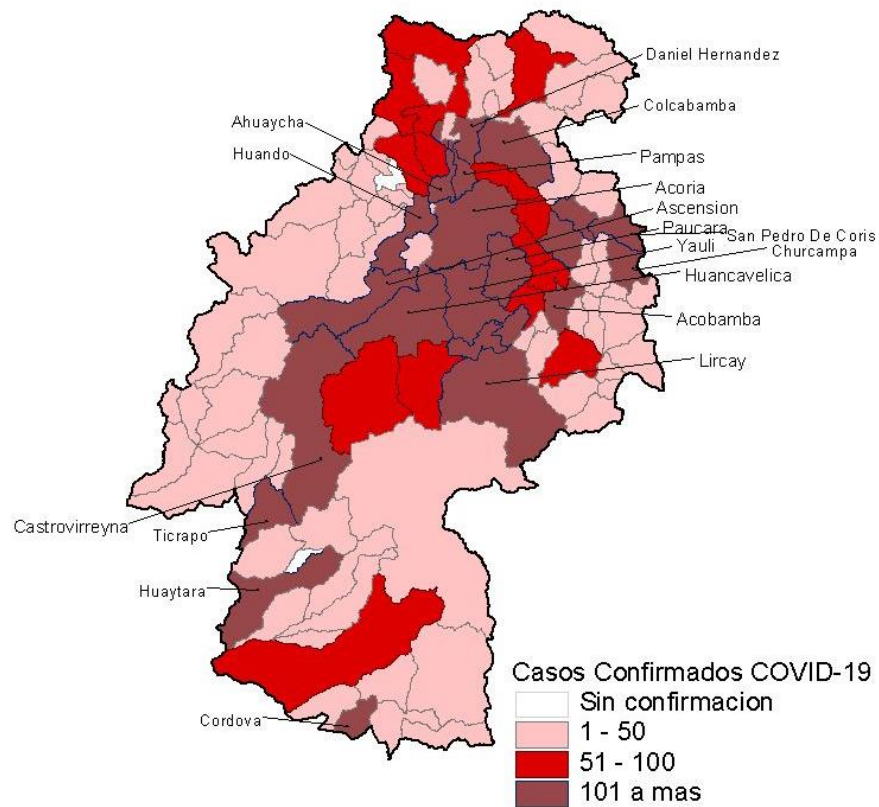 Daniel Hernandez
Colcabamba
Ahuaycha
Huando
Pampas
Acoria
Ascension
Paucara
San Pedro De Coris
Yauli
Churcampa
Huancavelica
Acobamba
Lircay
Castrovirreyna
Ticrapo
Huaytara
Cordova
Casos Confirmados COVID-19
Sin confirmacion
1 - 50
51 - 100
101 a mas